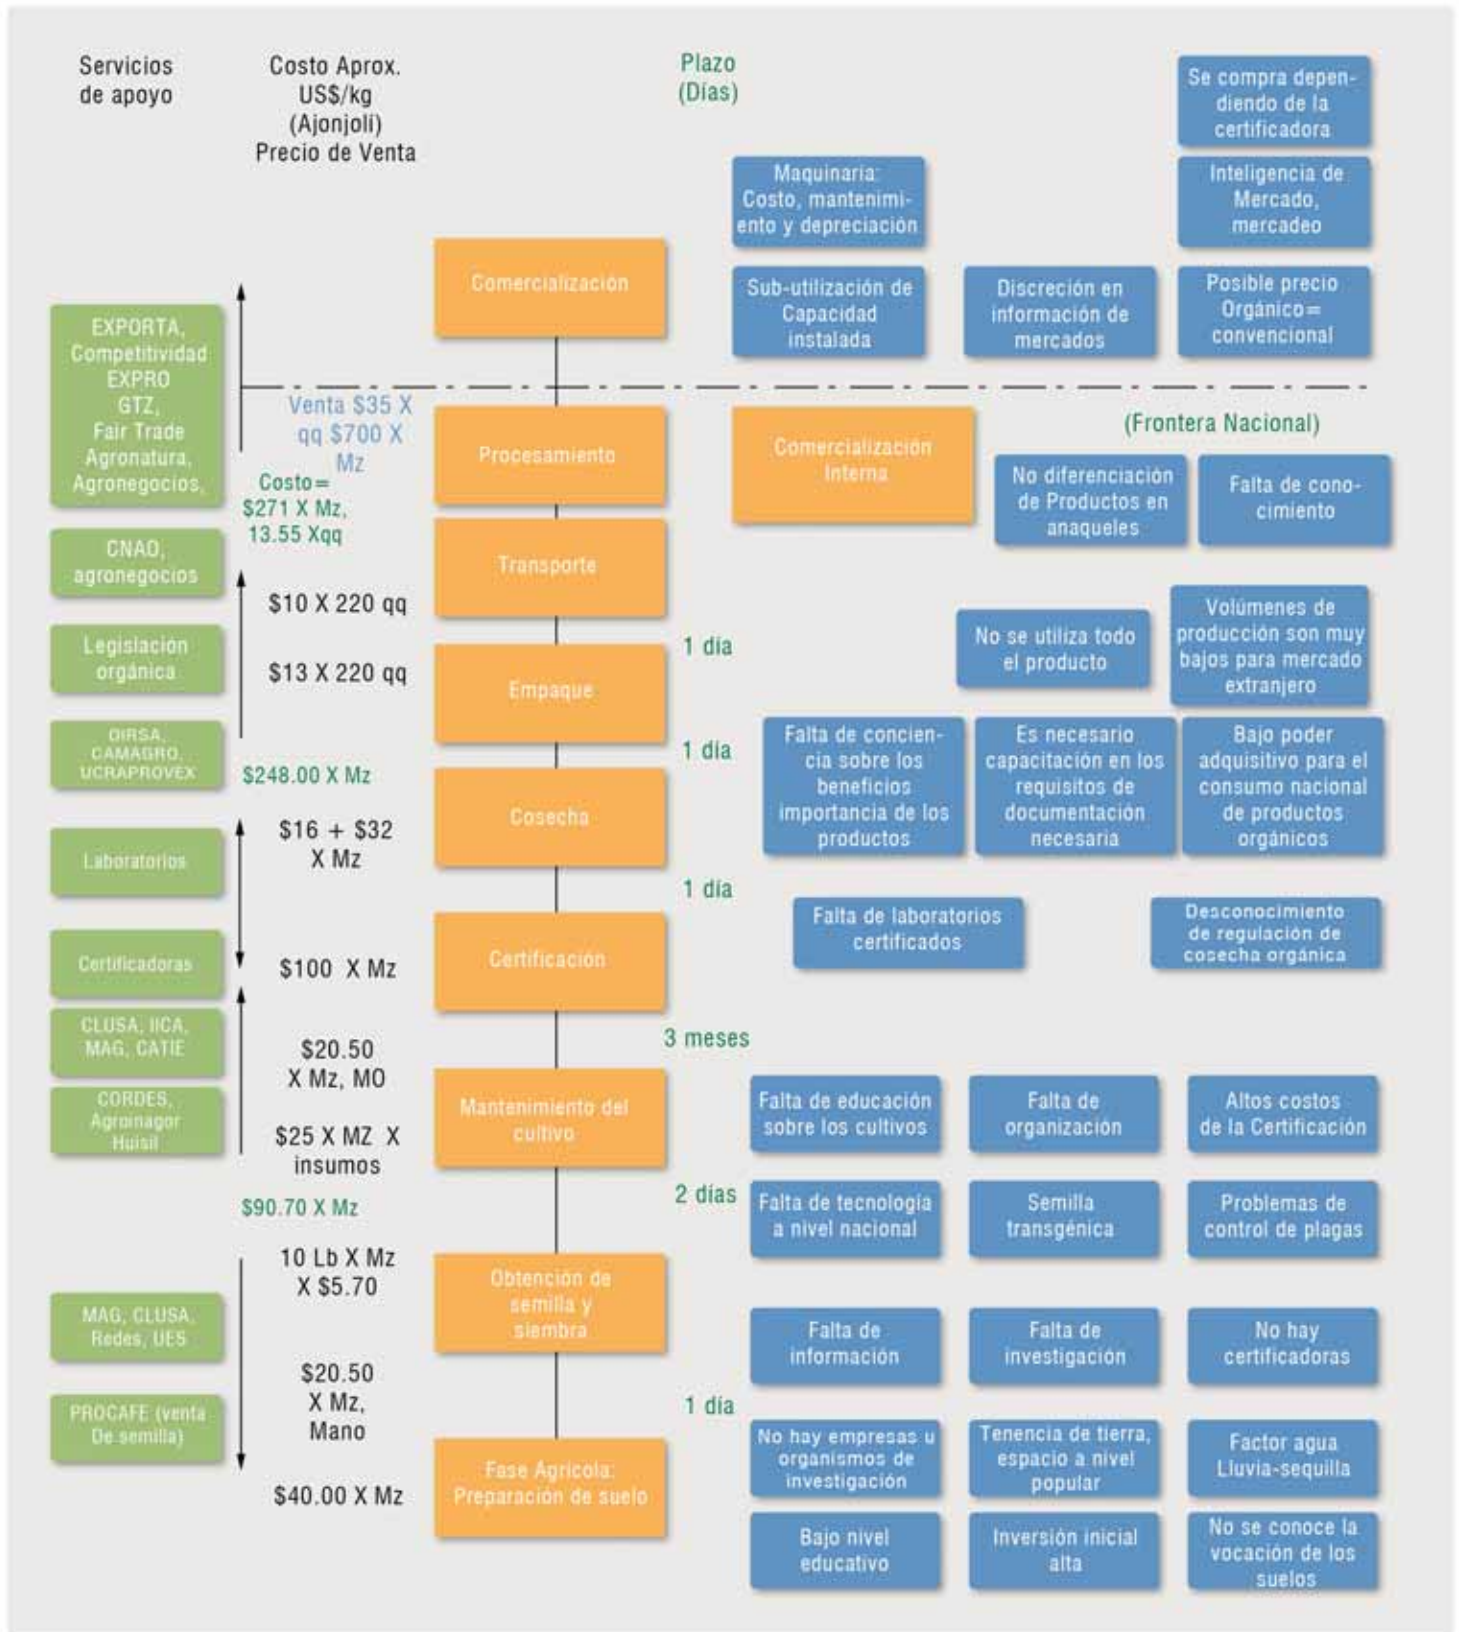 Servicios
de apoyo
Costo Aprox.
US$/kg
(Ajonjolí)
Precio de Venta
Plazo
(Días)
Se compra depen-
diendo de la
certificadora
Maquinaria:
Costo, mantenimi-
ento y depreciación
Inteligencia de
Mercado,
mercadeo
Comercialización
Sub-utilización de
Capacidad
instalada
Discreción en
información de
mercados
Posible precio
Orgánico=
convencional
EXPORTA,
Competitividad
EXPRO
GTZ,
Fair Trade
Agronatura,
Agronegocios,
Venta $35 X
qq $700 X
Mz
Costo=
$271 X Mz,
13.55 Xqq
Procesamiento
Comercialización
Interna
(Frontera Nacional)
No diferenciación
de Productos en
anaqueles
Falta de cono-
cimiento
CNAO,
agronegocios
$10 X 220 qq
Transporte
1 día
No se utiliza todo
el producto
Volúmenes de
producción son muy
bajos para mercado
extranjero
Legislación
orgánica
$13 X 220 qq
Empaque
1 día
OIRSA,
CAMAGRO,
UCRAPROVEX
$248.00 X Mz
Falta de concien-
cia sobre los
beneficios
importancia de los
productos
Es necesario
capacitación en los
requisitos de
documentación
necesaria
Bajo poder
adquisitivo para el
consumo nacional
de productos
orgánicos
Laboratorios
$16 + $32
X Mz
Cosecha
1 día
Falta de laboratorios
certificados
Desconocimiento
de regulación de
cosecha orgánica
Certificadoras
$100 X Mz
Certificación
3 meses
CLUSA, IICA,
MAG, CATIE
$20.50
X Mz, MO
CORDES,
Agroinagor
Huisil
$25 X MZ X
insumos
Mantenimiento del
cultivo
Falta de educación
sobre los cultivos
Falta de
organización
Altos costos
de la Certificación
$90.70 X Mz
2 días
Falta de tecnología
a nivel nacional
Semilla
transgénica
Problemas de
control de plagas
10 Lb X Mz
X $5.70
Obtención de
semilla y
siembra
MAG, CLUSA,
Redes, UES
Falta de
información
Falta de
investigación
No hay
certificadoras
$20.50
X Mz,
Mano
1 día
PROCAFE (venta
De semilla)
No hay empresas u
organismos de
investigación
Tenencia de tierra,
espacio a nivel
popular
Factor agua
Lluvia-sequilla
$40.00 X Mz
Fase Agrícola:
Preparación de suelo
Bajo nivel
educativo
Inversión inicial
alta
No se conoce la
vocación de los
suelos